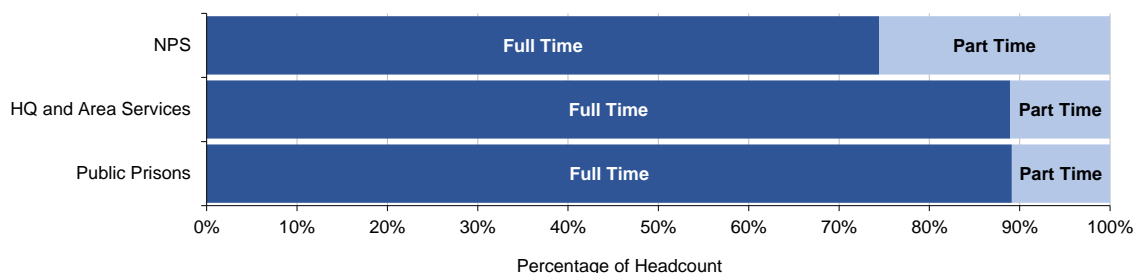 NPS
Full Time Part Time
HQ and Area Services
Full Time Part Time
Public Prisons
Full Time Part Time
0% 10% 20% 30% 40% 50% 60% 70% 80% 90% 100%
Percentage of Headcount